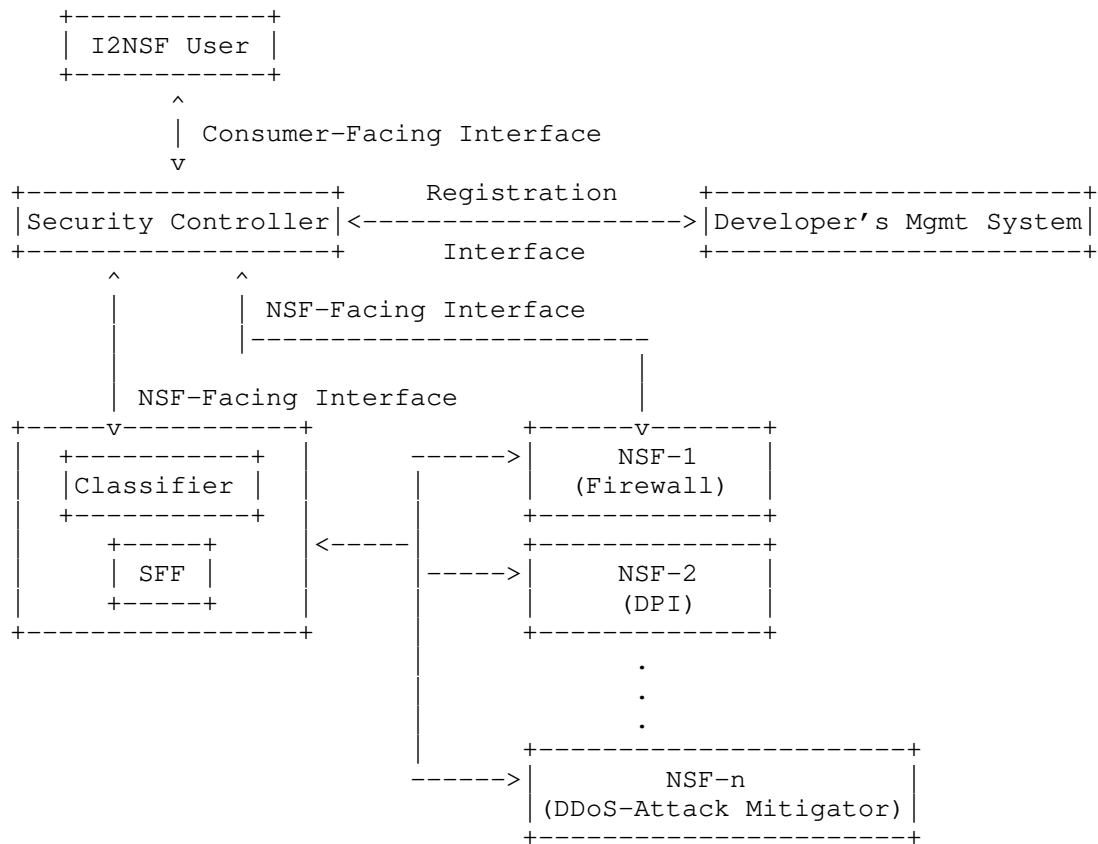 I2NSF User
Consumer-Facing Interface
Registration
Security Controller
Developer's Mgmt System
Interface
NSF-Facing Interface
NSF-Facing Interface
NSF-1
Classifier
(Firewall)
SFF
NSF-2
(DPI)
.
.
.
NSF-n
(DDoS-Attack Mitigator)